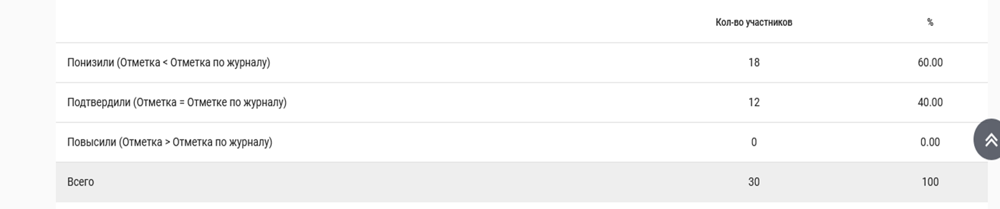 Кол-во участников %
Понизили (Отметка < Отметка по журналу) 18 60.00
Подтвердили (Отметка = Отметке по журналу) 12 40.00
Повысили (Отметка > Отметка по журналу) 0 0.00
Всего 30 100